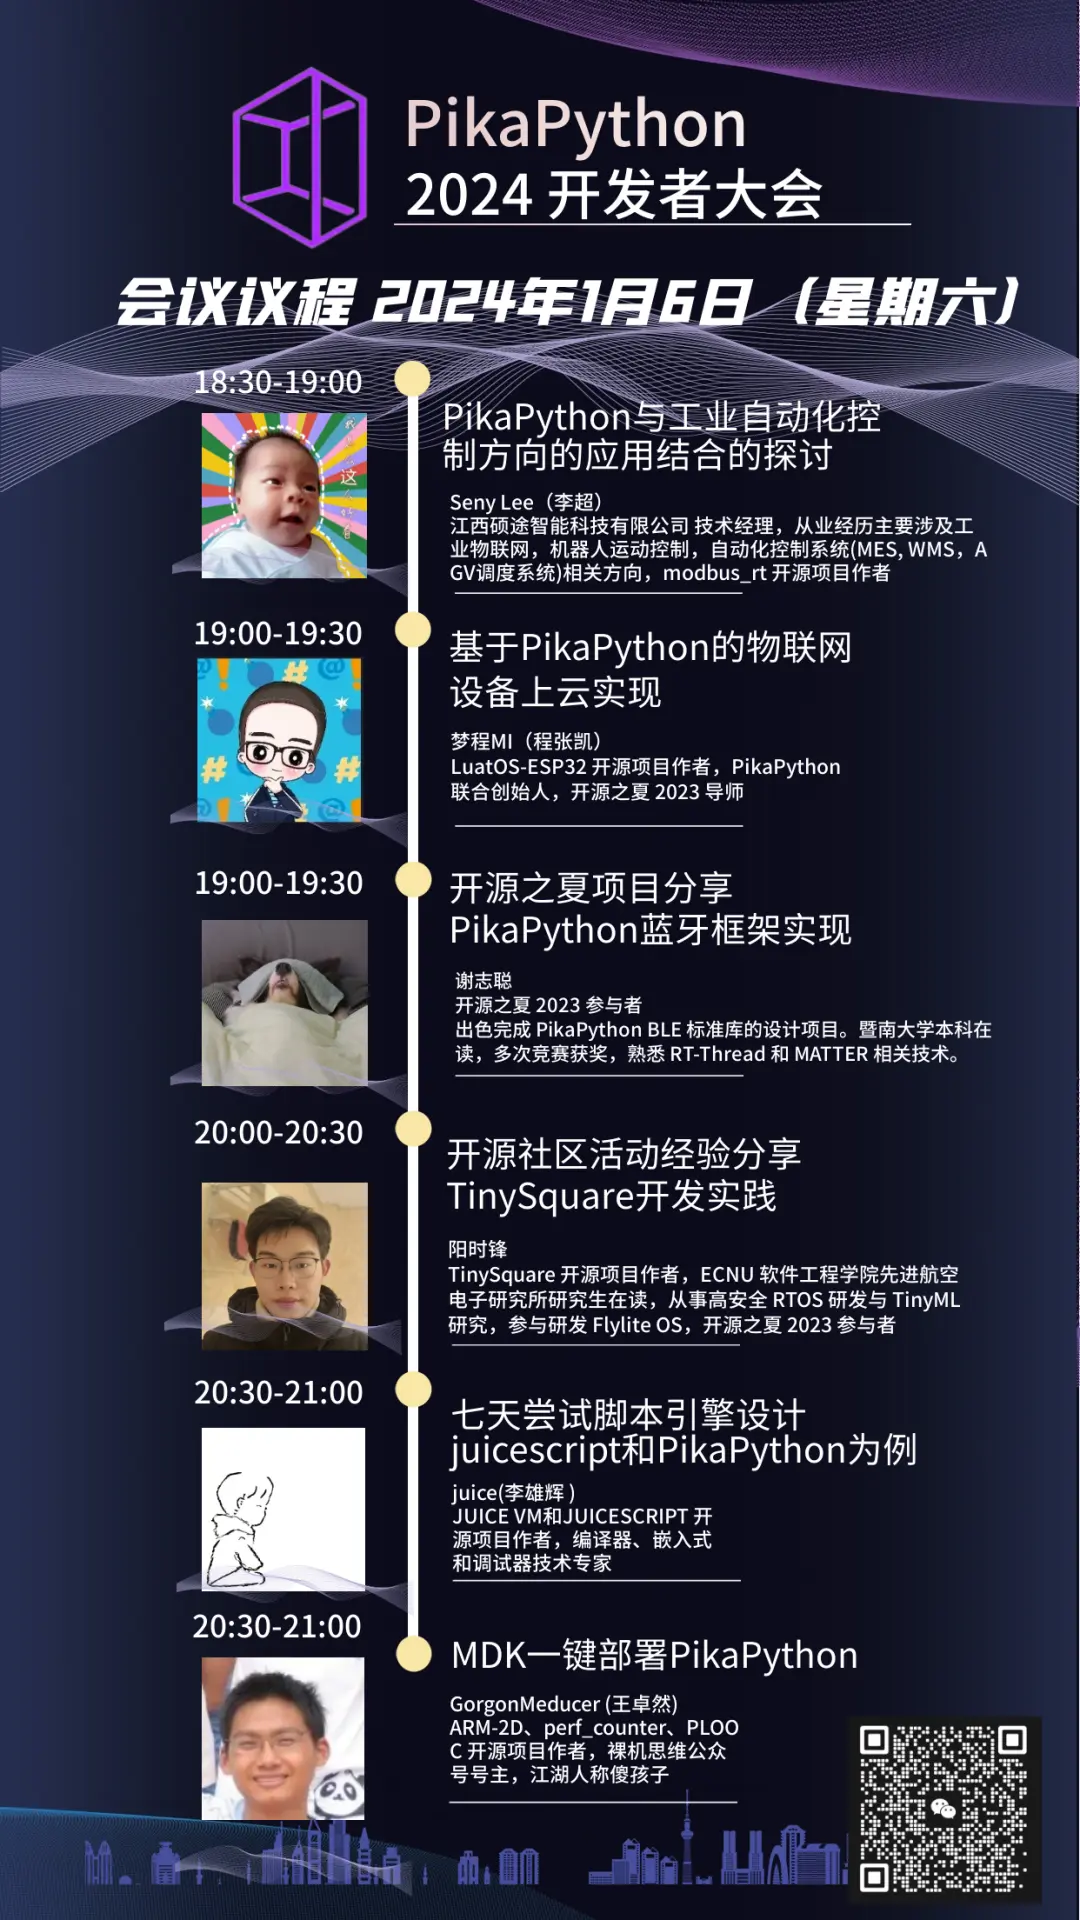 PikaPython
2024 开发者大会
会议议程 2024年1月6日（星期六）
18:30-19:00
PikaPython与工业自动化控
制方向的应用结合的探讨
Seny Lee（李超）
江西硕途智能科技有限公司 技术经理，从业经历主要涉及工
业物联网，机器人运动控制，自动化控制系统(MES, WMS，A
GV调度系统)相关方向，modbus_rt 开源项目作者
19:00-19:30
基于PikaPython的物联网
设备上云实现
梦程MI（程张凯）
LuatOS-ESP32 开源项目作者，PikaPython
联合创始人，开源之夏 2023 导师
19:00-19:30
开源之夏项目分享
PikaPython蓝牙框架实现
谢志聪
开源之夏 2023 参与者
出色完成 PikaPython BLE 标准库的设计项目。暨南大学本科在
读，多次竞赛获奖，熟悉 RT-Thread 和 MATTER 相关技术。
20:00-20:30
开源社区活动经验分享
TinySquare开发实践
阳时锋
TinySquare 开源项目作者，ECNU 软件工程学院先进航空
电子研究所研究生在读，从事高安全 RTOS 研发与 TinyML
研究，参与研发 Flylite OS，开源之夏 2023 参与者
20:30-21:00
七天尝试脚本引擎设计
juicescript和PikaPython为例
juice(李雄辉 )
JUICE VM和JUICESCRIPT 开
源项目作者，编译器、嵌入式
和调试器技术专家
20:30-21:00
MDK一键部署PikaPython
GorgonMeducer (王卓然)
ARM-2D、perf_counter、PLOO
C 开源项目作者，裸机思维公众
号号主，江湖人称傻孩子